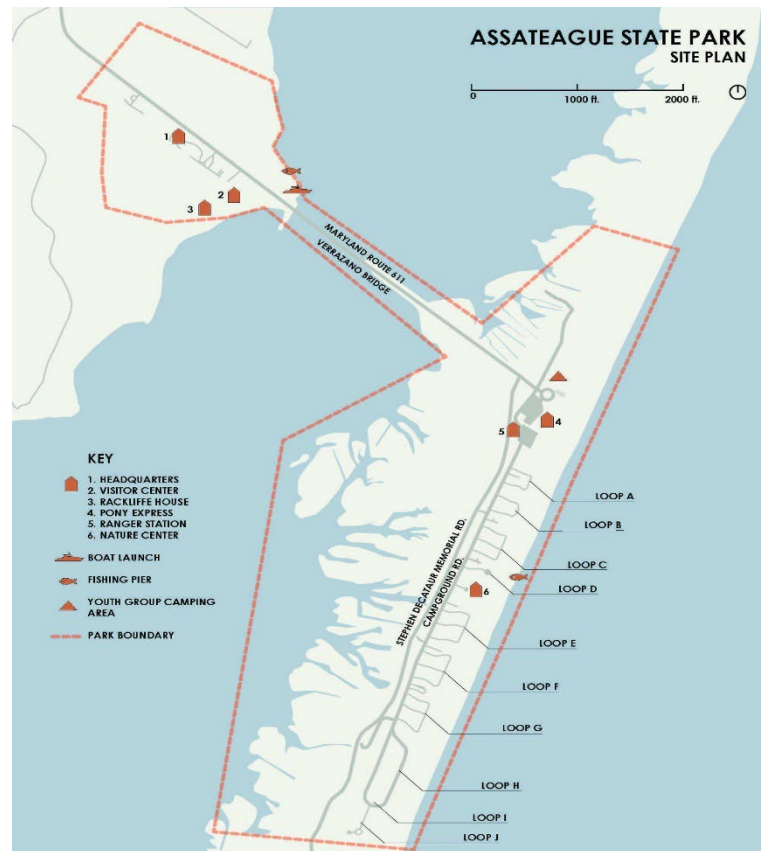 ASSATEAGUE STATE PARK
SITE PLAN
0 1000 ft. 2000 ft.
1
2
3
MARYLAND ROUTE 611
VERRAZANO BRIDGE
4
5
KEY
1. HEADQUARTERS
2. VISITOR CENTER
3. RACKLIFFE HOUSE
4. PONY EXPRESS
5. RANGER STATION
6. NATURE CENTER
BOAT LAUNCH
FISHING PIER
YOUTH GROUP CAMPING
AREA
PARK BOUNDARY
STEPHEN DECATAUR MEMORIAL RD.
CAMPGROUND RD.
6
LOOP A
LOOP B
LOOP C
LOOP D
LOOP E
LOOP F
LOOP G
LOOP H
LOOP I
LOOP J